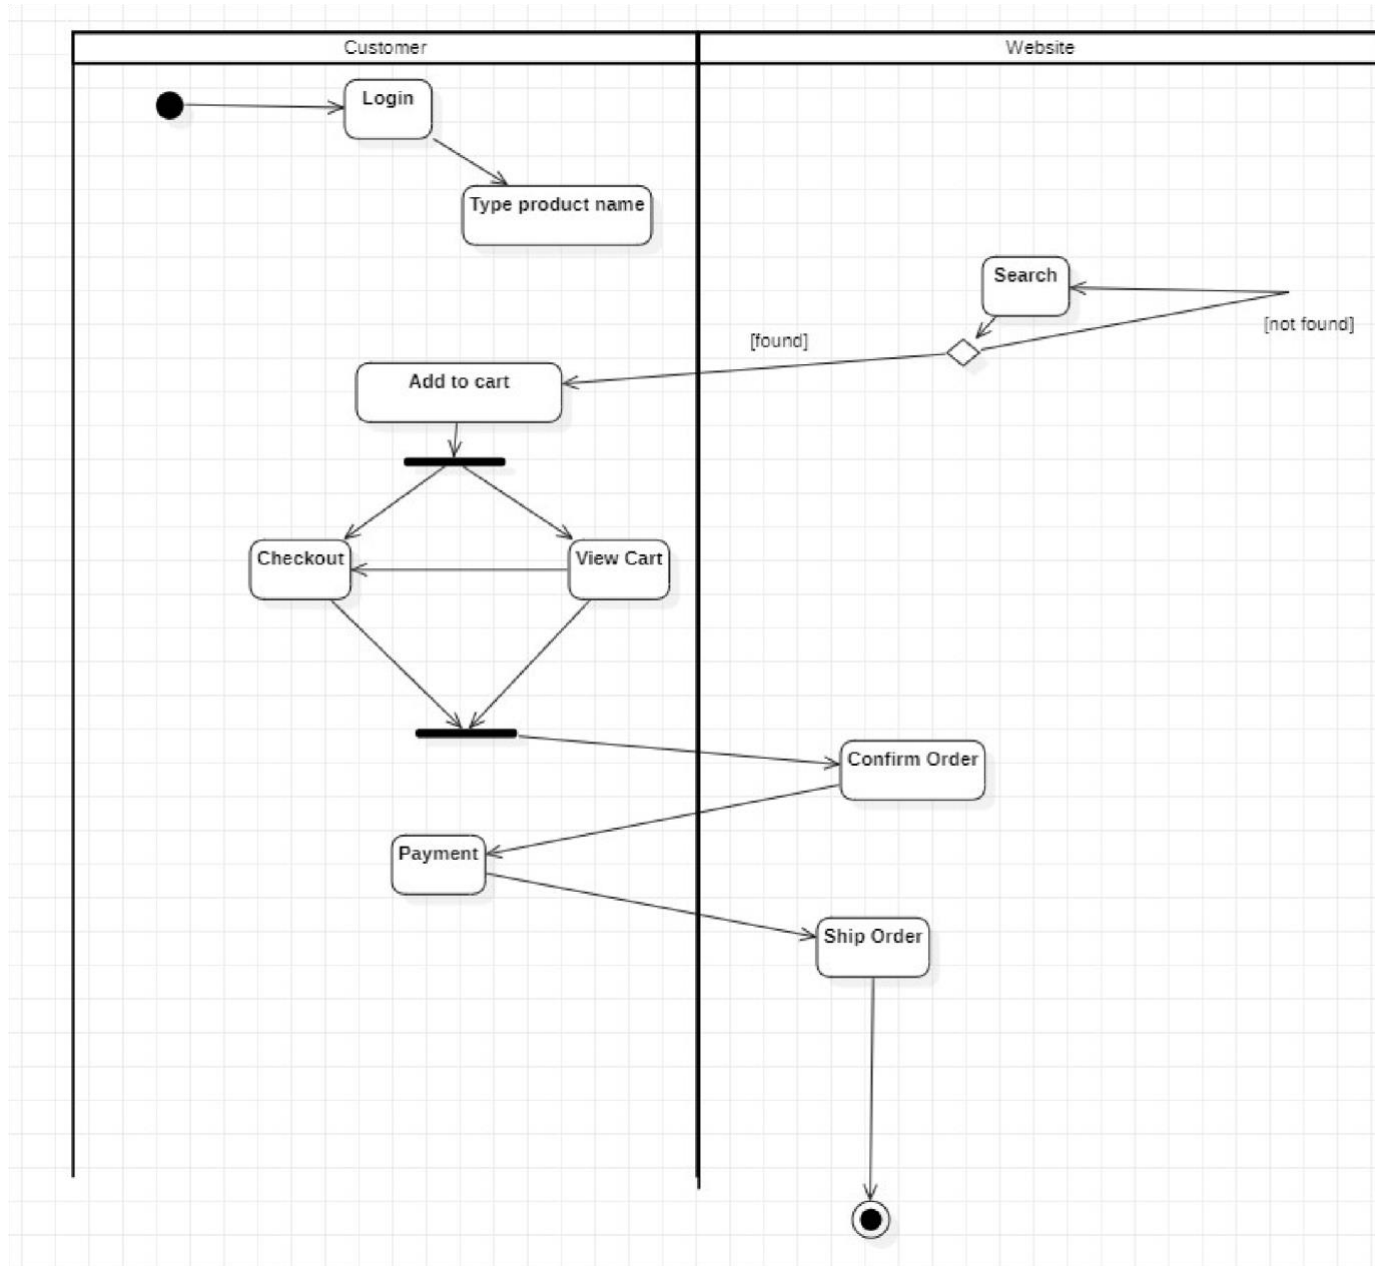 Customer
Website
Login
Type product name
Search
[not found]
[found]
Add to cart
Checkout
View Cart
Confirm Order
Payment
Ship Order